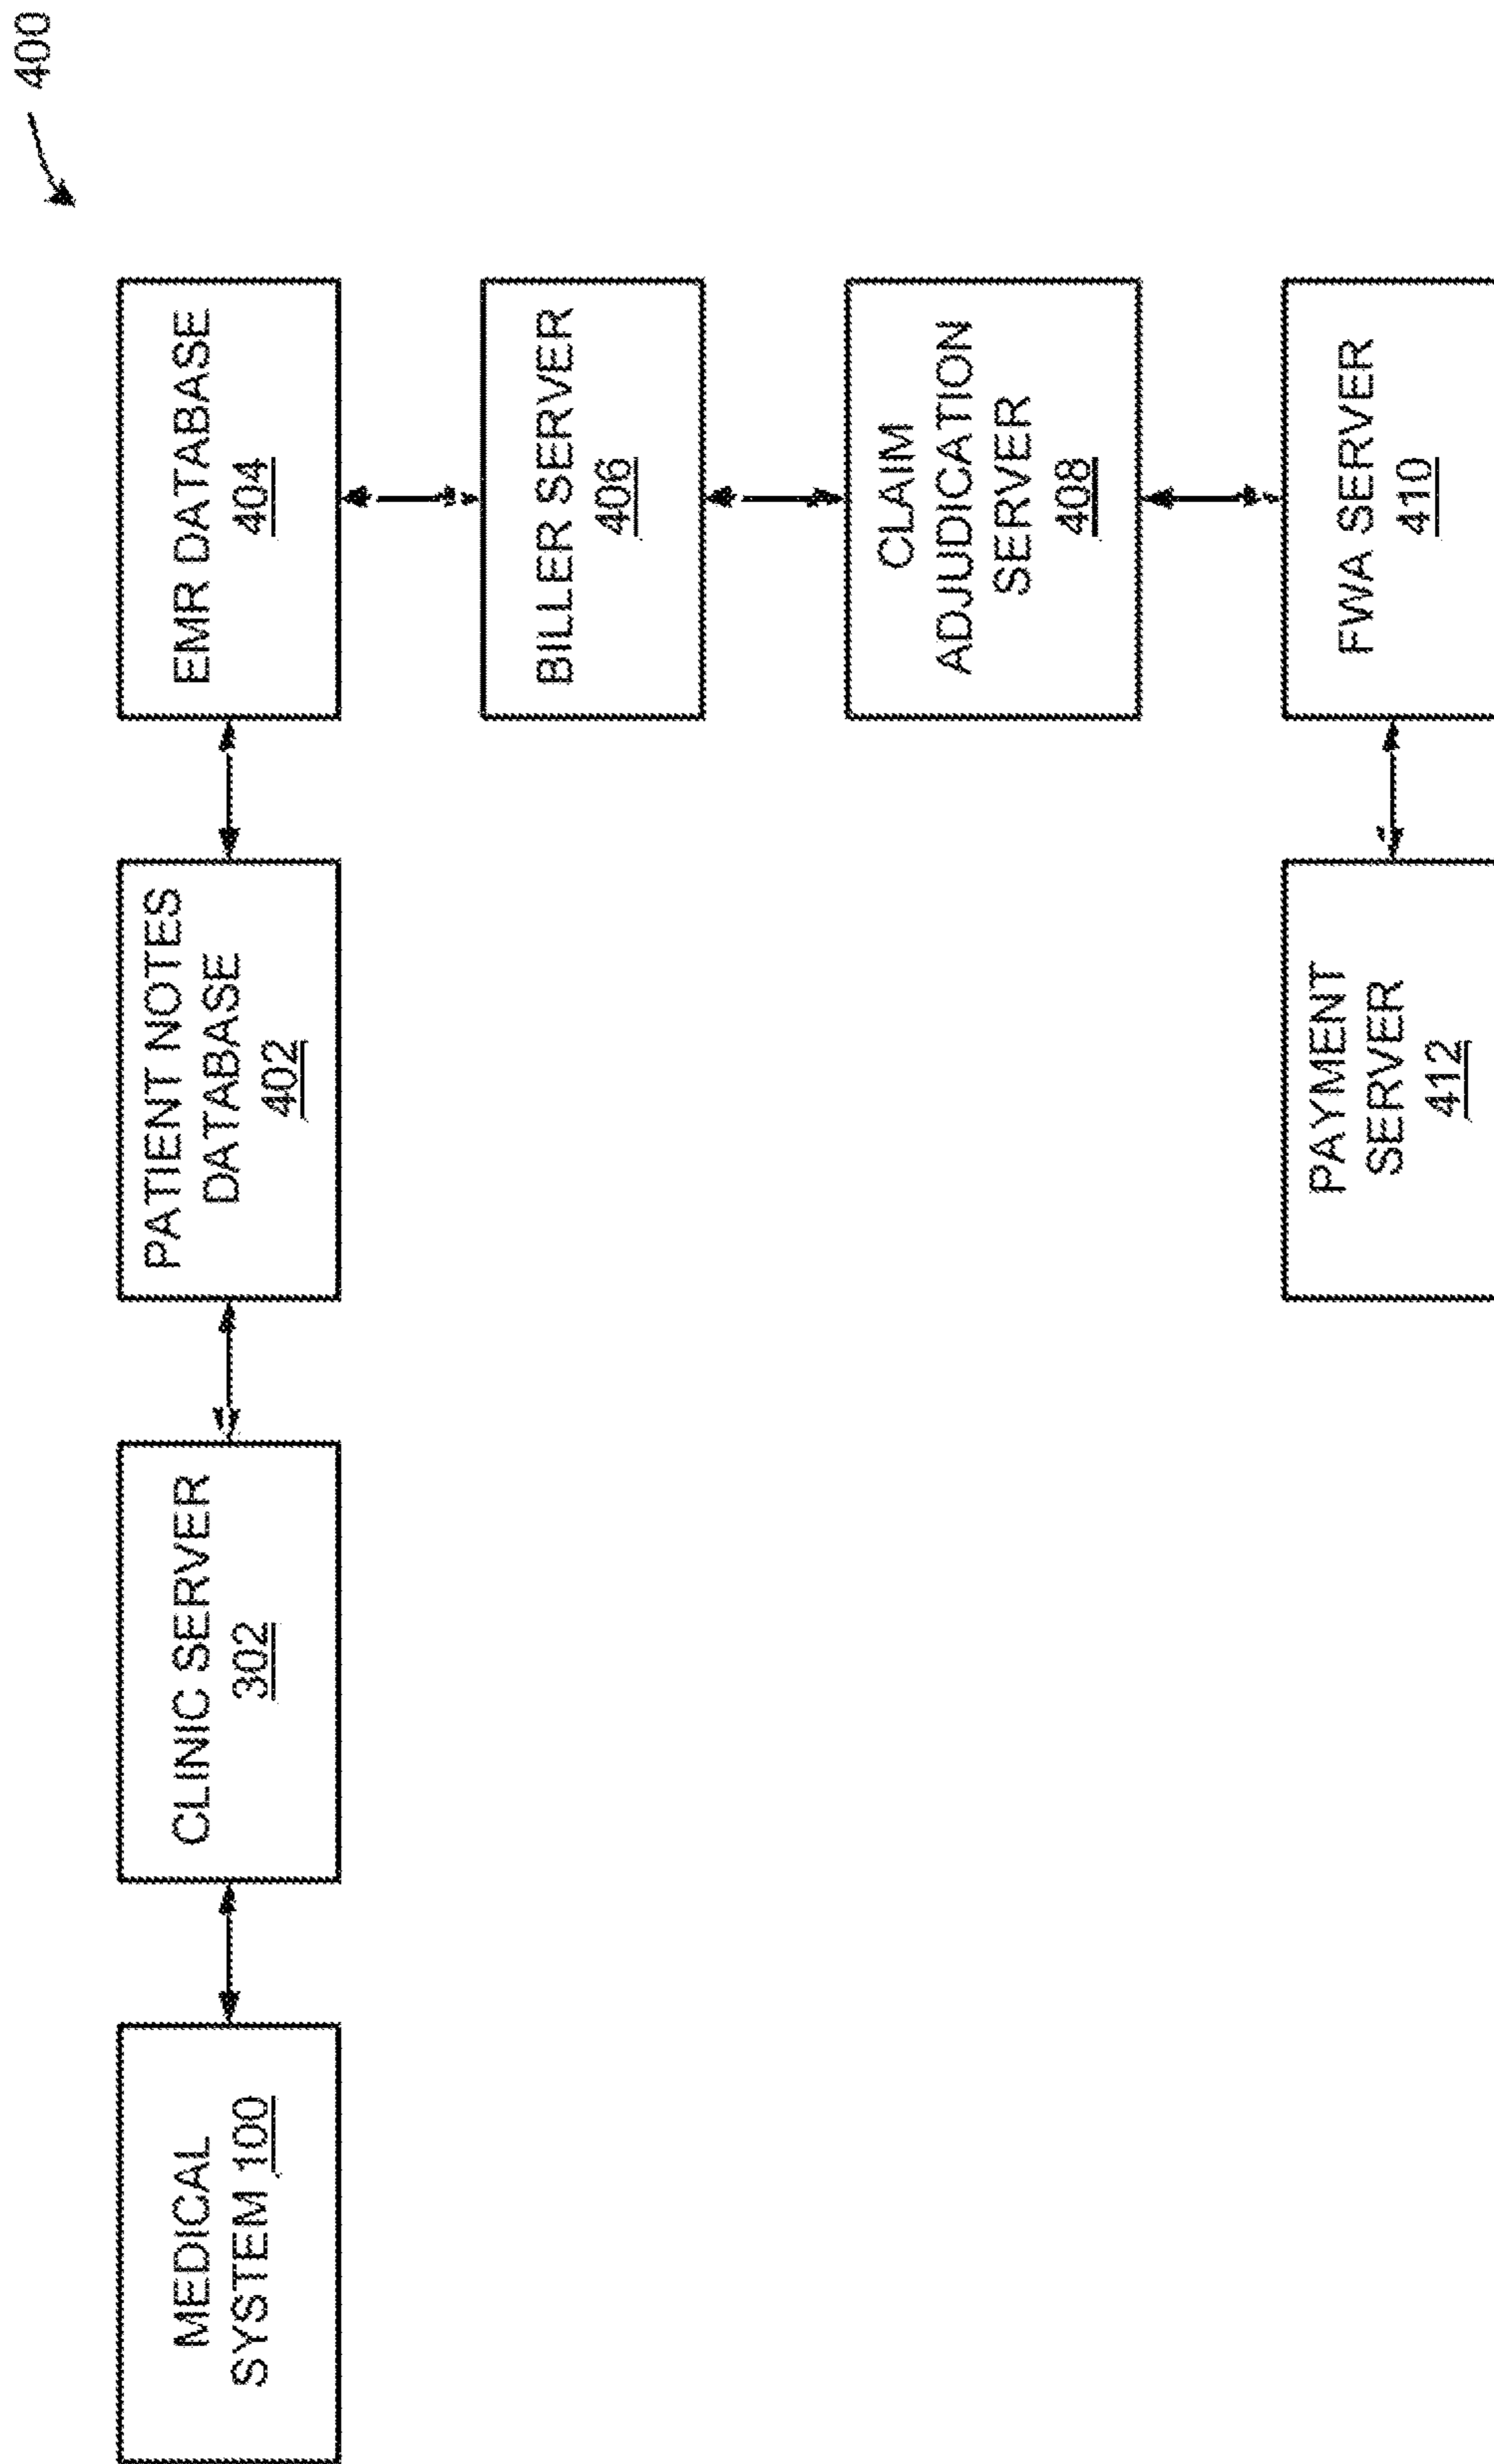 400
MEDICAL
SYSTEM 100
CLINIC SERVER
302
PATIENT NOTES
DATABASE
402
EMR DATABASE
404
BILLER SERVER
406
CLAIM
ADJUDICATION
SERVER
408
FWA SERVER
410
PAYMENT
SERVER
412